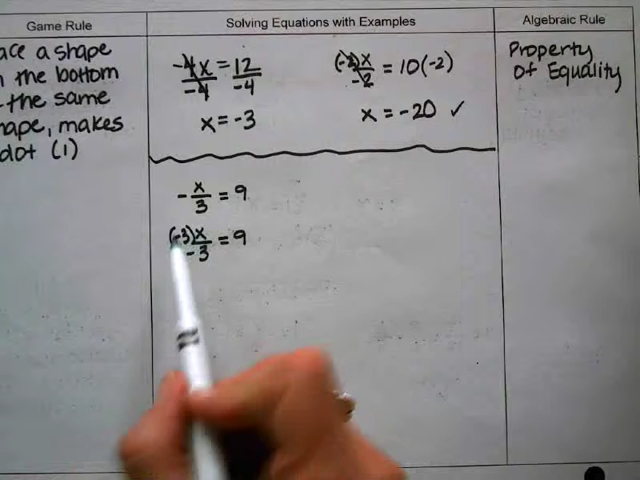 Game Rule
Solving Equations with Examples
Algebraic Rule
ace a shape
the bottom
the same
hape, makes
dot (1)
-4x = 12
-4 -4
x = -3
(-2)x = 10(-2)
-2
x = -20 ✓
-x/3 = 9
(-3)x = 9
-3
Property
of Equality